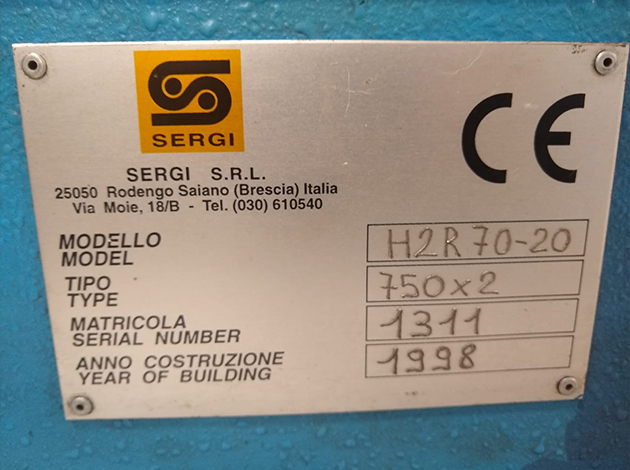 SERGI
CE
SERGI S.R.L.
25050 Rodengo Saiano (Brescia) Italia
Via Moie, 18/B - Tel. (030) 610540
MODELLO
MODEL
H2R70-20
TIPO
TYPE
750x2
MATRICOLA
SERIAL NUMBER
1311
ANNO COSTRUZIONE
YEAR OF BUILDING
1998